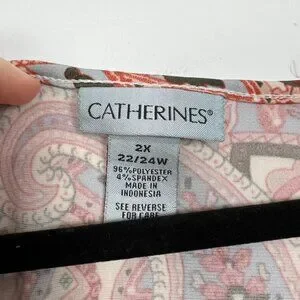 CATHERINES®
2X
22/24W
96% POLYESTER
4% SPANDEX
MADE IN
INDONESIA
SEE REVERSE
FOR CARE